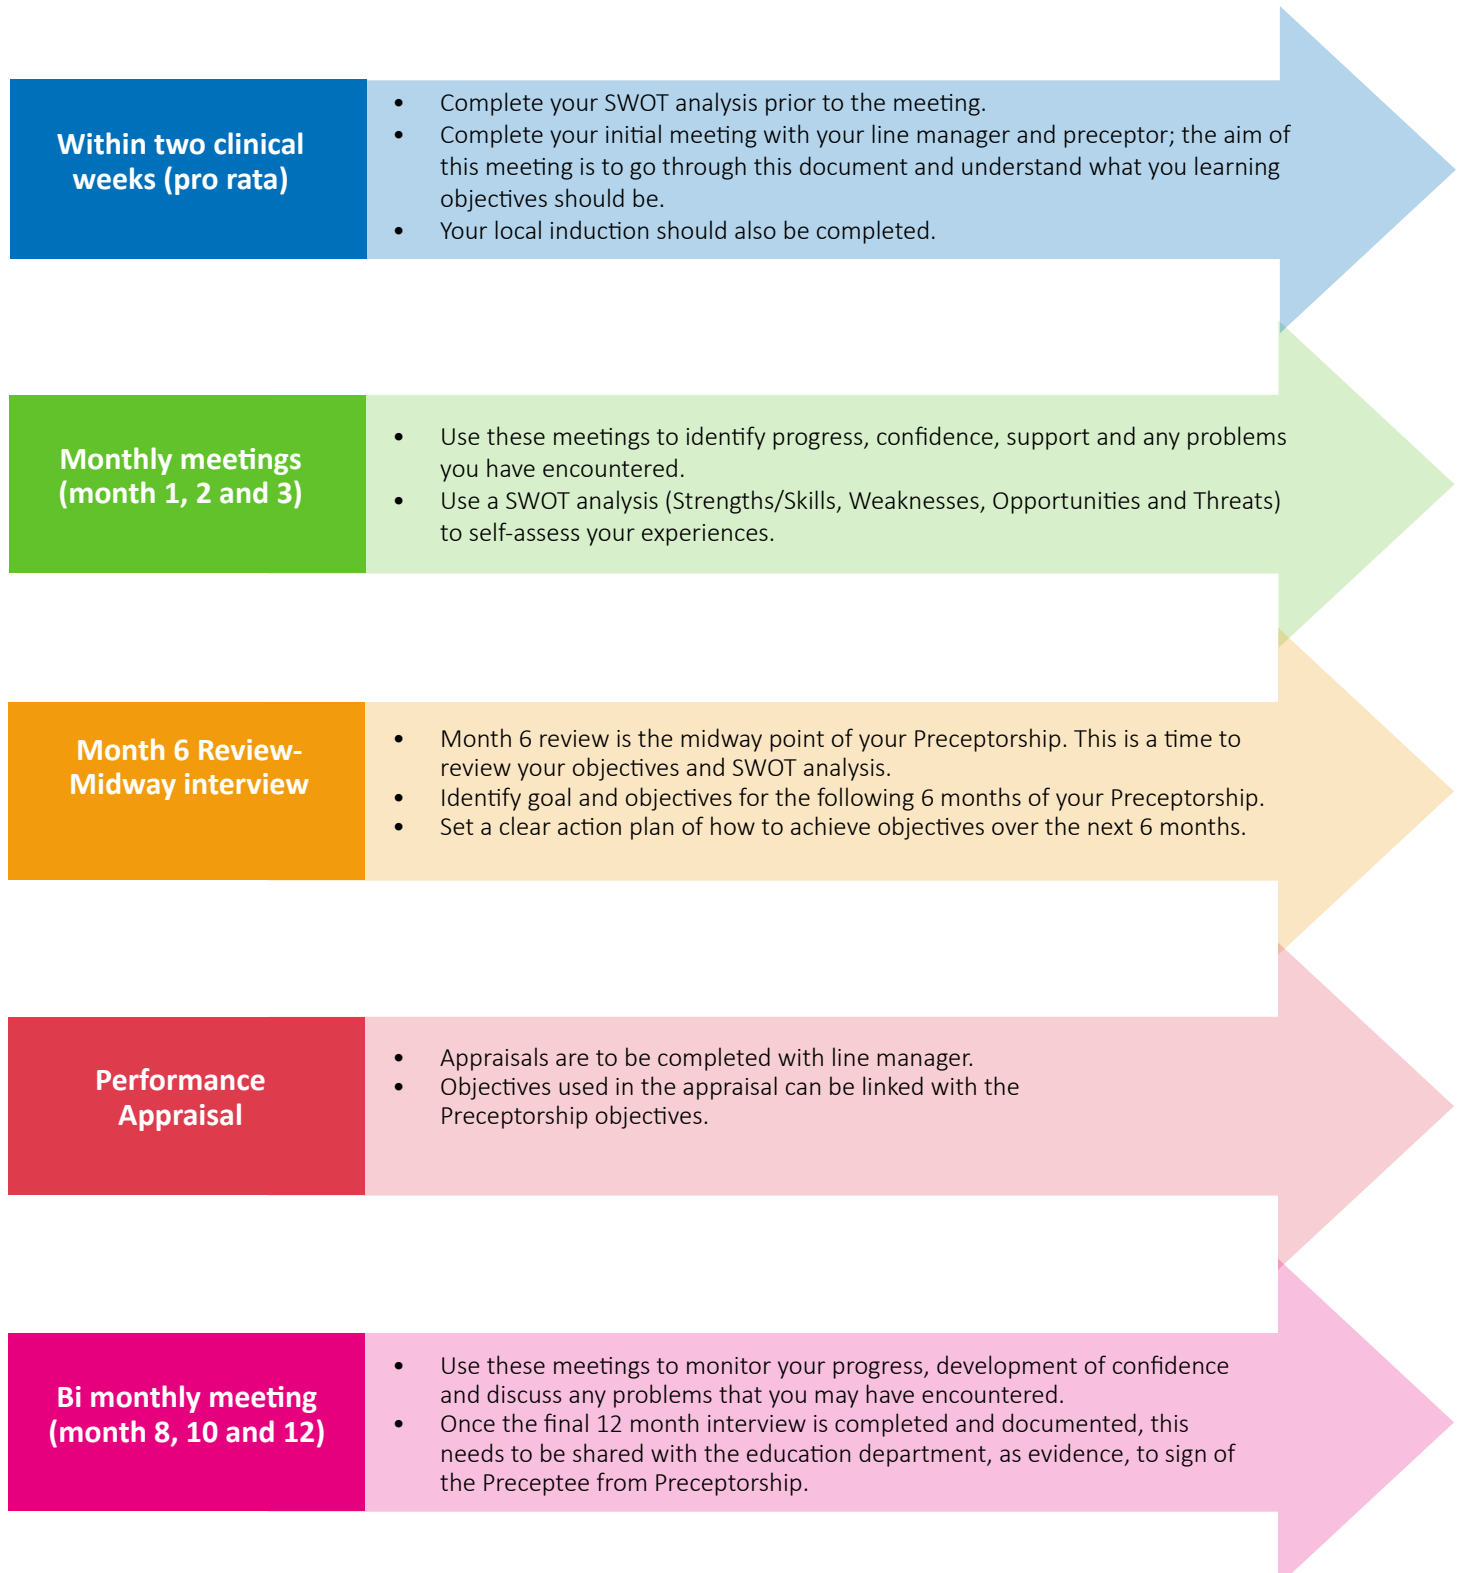 Within two clinical
weeks (pro rata)
• Complete your SWOT analysis prior to the meeting.
• Complete your initial meeting with your line manager and preceptor; the aim of
this meeting is to go through this document and understand what you learning
objectives should be.
• Your local induction should also be completed.
Monthly meetings
(month 1, 2 and 3)
• Use these meetings to identify progress, confidence, support and any problems
you have encountered.
• Use a SWOT analysis (Strengths/Skills, Weaknesses, Opportunities and Threats)
to self-assess your experiences.
Month 6 Review-
Midway interview
• Month 6 review is the midway point of your Preceptorship. This is a time to
review your objectives and SWOT analysis.
• Identify goal and objectives for the following 6 months of your Preceptorship.
• Set a clear action plan of how to achieve objectives over the next 6 months.
Performance
Appraisal
• Appraisals are to be completed with line manager.
• Objectives used in the appraisal can be linked with the
Preceptorship objectives.
Bi monthly meeting
(month 8, 10 and 12)
• Use these meetings to monitor your progress, development of confidence
and discuss any problems that you may have encountered.
• Once the final 12 month interview is completed and documented, this
needs to be shared with the education department, as evidence, to sign of
the Preceptee from Preceptorship.